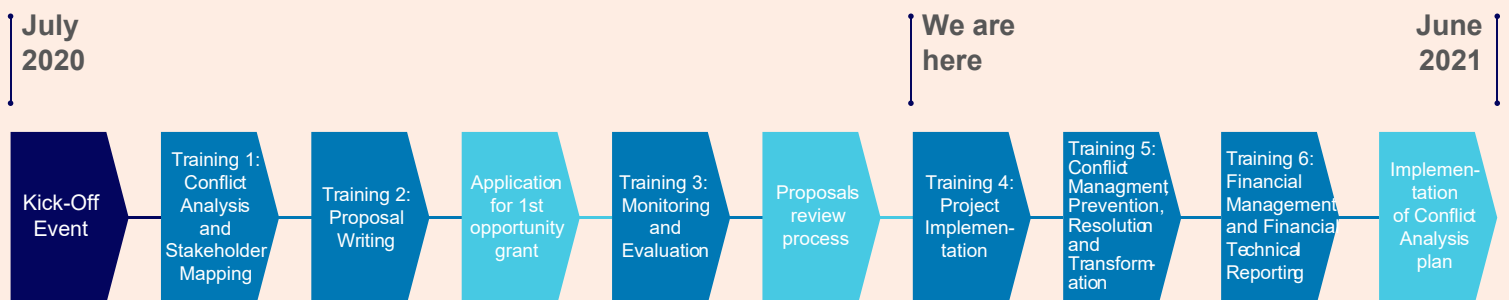 July
2020
We are
here
June
2021
Kick-Off
Event
Training 1:
Conflict
Analysis
and
Stakeholder
Mapping
Training 2:
Proposal
Writing
Application
for 1st
opportunity
grant
Training 3:
Monitoring
and
Evaluation
Proposals
review
process
Training 4:
Project
Implemen-
tation
Training 5:
Conflict
Managment,
Prevention,
Resolution
and
Transform-
ation
Training 6:
Financial
Management
and Financial
Technical
Reporting
Implemen-
tation
of Conflict
Analysis
plan